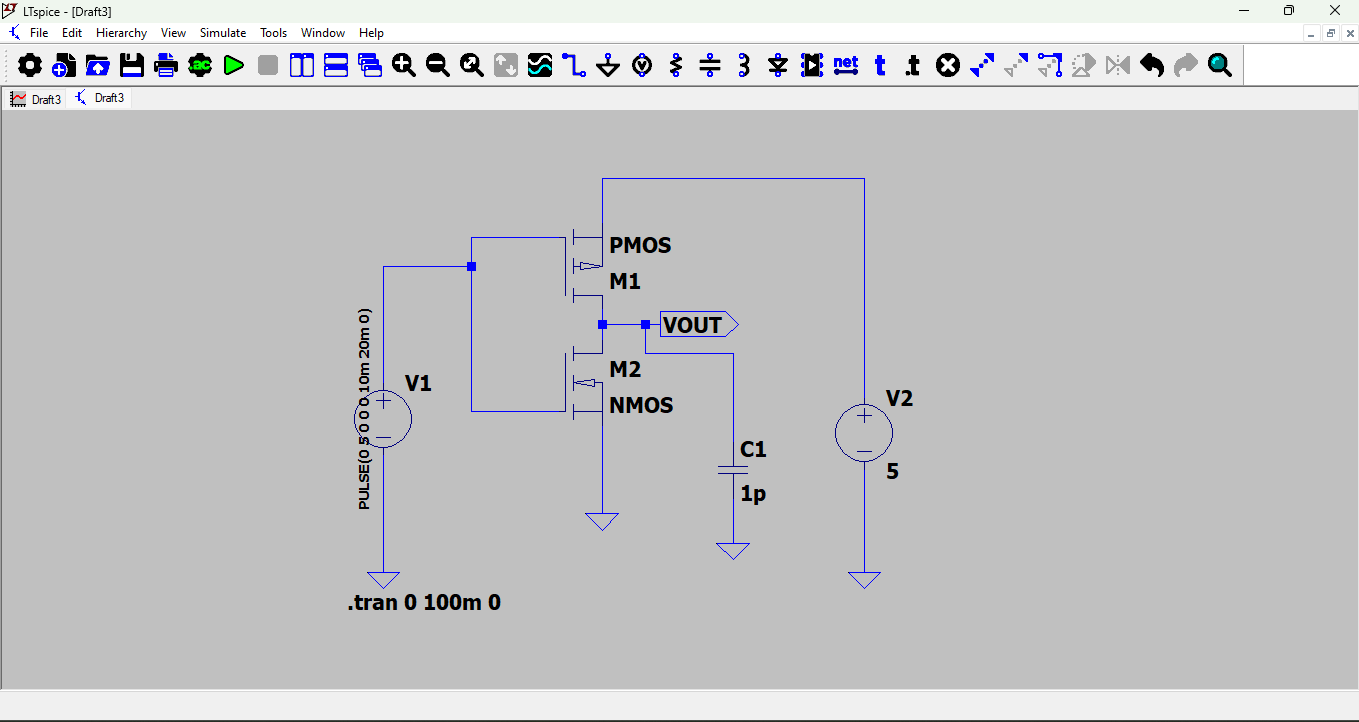 LTspice - [Draft3]
File Edit Hierarchy View Simulate Tools Window Help
.ac
net
t
.t
Draft3
Draft3
PMOS
M1
VOUT
M2
NMOS
V1
PULSE(0 5 0 0 0 10m 20m 0)
V2
5
C1
1p
.tran 0 100m 0